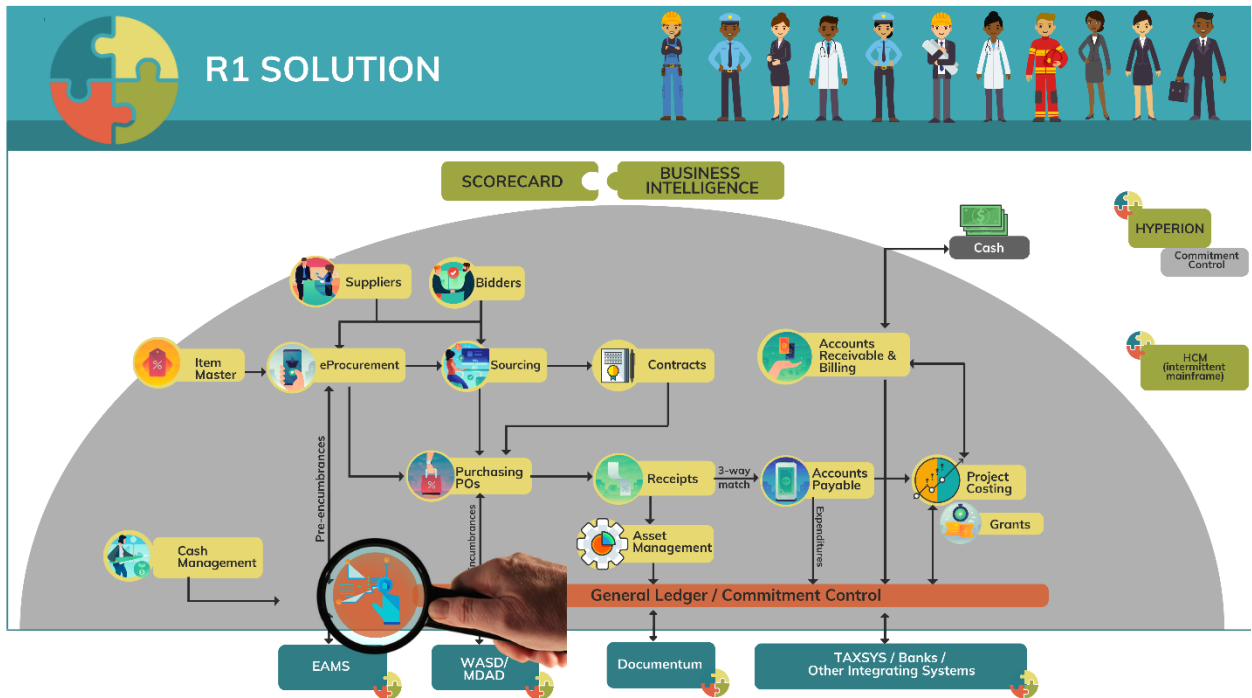 R1 SOLUTION
SCORECARD
BUSINESS
INTELLIGENCE
Cash
HYPERION
Commitment
Control
Suppliers
Bidders
Item
Master
eProcurement
Sourcing
Contracts
Accounts
Receivable &
Billing
HCM
(intermittent
mainframe)
Pre-encumbrances
Purchasing
POs
Receipts
3-way
match
Accounts
Payable
Project
Costing
Grants
ncumbrances
Expenditures
Asset
Management
Cash
Management
General Ledger / Commitment Control
EAMS
WASD/
MDAD
Documentum
TAXSYS / Banks /
Other Integrating Systems